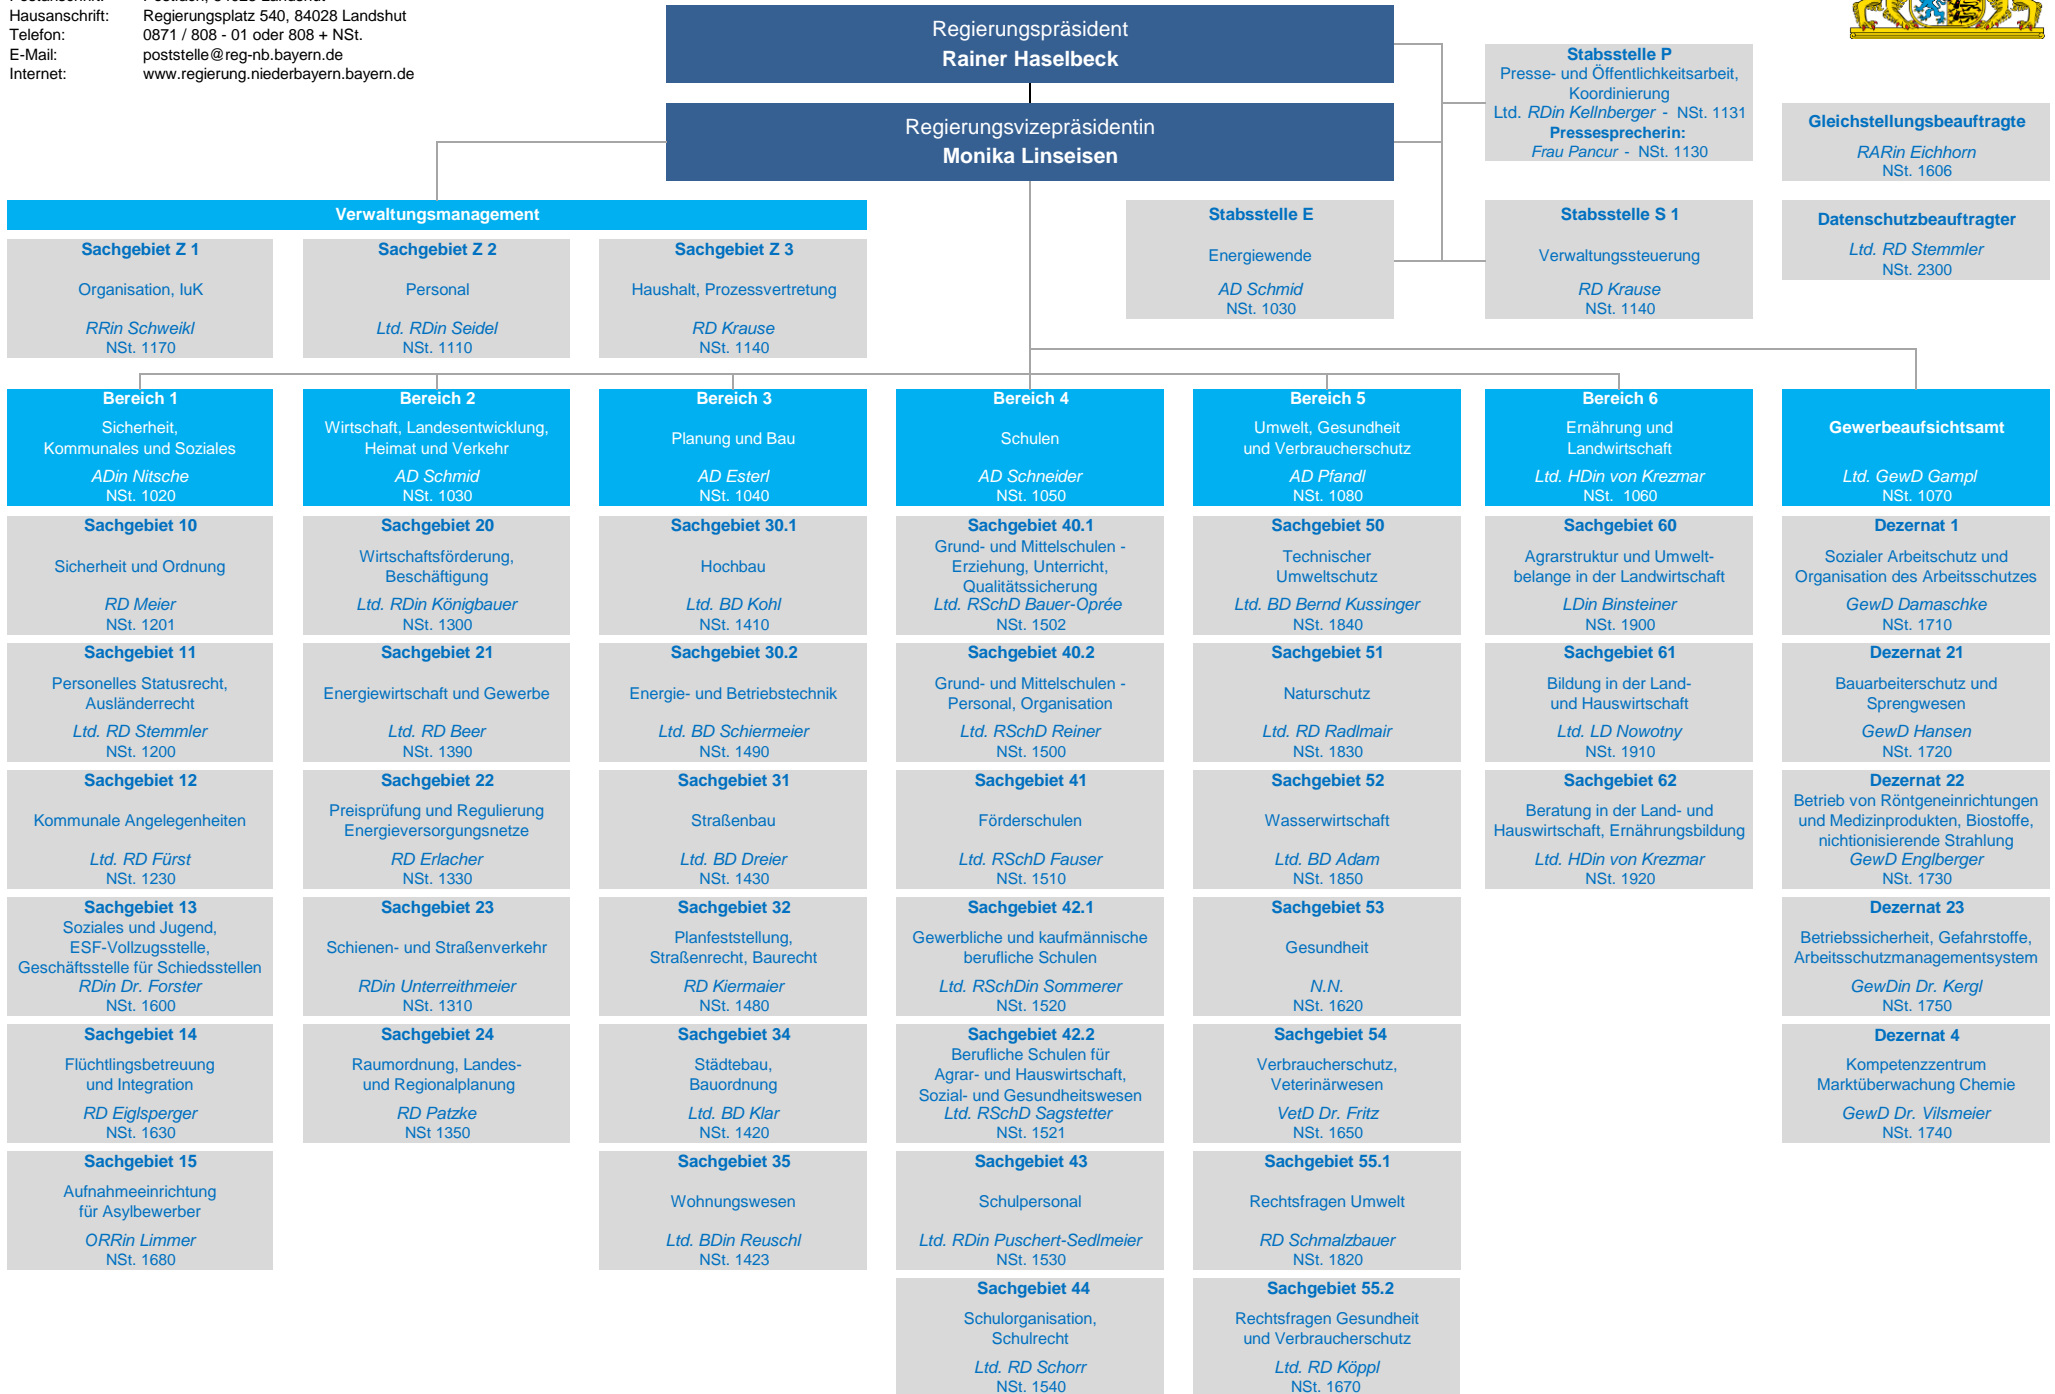 Hausanschrift: Regierungsplatz 540, 84028 Landshut
Telefon: 0871 / 808 - 01 oder 808 + NSt.
E-Mail: poststelle@reg-nb.bayern.de
Internet: www.regierung.niederbayern.bayern.de
Regierungspräsident
Rainer Haselbeck
Regierungsvizepräsidentin
Monika Linseisen
Stabsstelle P
Presse- und Öffentlichkeitsarbeit,
Koordinierung
Ltd. RDin Kellnberger - NSt. 1131
Pressesprecherin:
Frau Pancur - NSt. 1130
Gleichstellungsbeauftragte
RARin Eichhorn
NSt. 1606
Verwaltungsmanagement
Sachgebiet Z 1
Organisation, IuK
RRin Schweikl
NSt. 1170
Sachgebiet Z 2
Personal
Ltd. RDin Seidel
NSt. 1110
Sachgebiet Z 3
Haushalt, Prozessvertretung
RD Krause
NSt. 1140
Stabsstelle E
Energiewende
AD Schmid
NSt. 1030
Stabsstelle S 1
Verwaltungssteuerung
RD Krause
NSt. 1140
Datenschutzbeauftragter
Ltd. RD Stemmler
NSt. 2300
Bereich 1
Sicherheit,
Kommunales und Soziales
ADin Nitsche
NSt. 1020
Sachgebiet 10
Sicherheit und Ordnung
RD Meier
NSt. 1201
Sachgebiet 11
Personelles Statusrecht,
Ausländerrecht
Ltd. RD Stemmler
NSt. 1200
Sachgebiet 12
Kommunale Angelegenheiten
Ltd. RD Fürst
NSt. 1230
Sachgebiet 13
Soziales und Jugend,
ESF-Vollzugsstelle,
Geschäftsstelle für Schiedsstellen
RDin Dr. Forster
NSt. 1600
Sachgebiet 14
Flüchtlingsbetreuung
und Integration
RD Eiglsperger
NSt. 1630
Sachgebiet 15
Aufnahmeeinrichtung
für Asylbewerber
ORRin Limmer
NSt. 1680
Bereich 2
Wirtschaft, Landesentwicklung,
Heimat und Verkehr
AD Schmid
NSt. 1030
Sachgebiet 20
Wirtschaftsförderung,
Beschäftigung
Ltd. RDin Königbauer
NSt. 1300
Sachgebiet 21
Energiewirtschaft und Gewerbe
Ltd. RD Beer
NSt. 1390
Sachgebiet 22
Preisprüfung und Regulierung
Energieversorgungsnetze
RD Erlacher
NSt. 1330
Sachgebiet 23
Schienen- und Straßenverkehr
RDin Unterreithmeier
NSt. 1310
Sachgebiet 24
Raumordnung, Landes-
und Regionalplanung
RD Patzke
NSt 1350
Bereich 3
Planung und Bau
AD Esterl
NSt. 1040
Sachgebiet 30.1
Hochbau
Ltd. BD Kohl
NSt. 1410
Sachgebiet 30.2
Energie- und Betriebstechnik
Ltd. BD Schiermeier
NSt. 1490
Sachgebiet 31
Straßenbau
Ltd. BD Dreier
NSt. 1430
Sachgebiet 32
Planfeststellung,
Straßenrecht, Baurecht
RD Kiermaier
NSt. 1480
Sachgebiet 34
Städtebau,
Bauordnung
Ltd. BD Klar
NSt. 1420
Sachgebiet 35
Wohnungswesen
Ltd. BDin Reuschl
NSt. 1423
Bereich 4
Schulen
AD Schneider
NSt. 1050
Sachgebiet 40.1
Grund- und Mittelschulen -
Erziehung, Unterricht,
Qualitätssicherung
Ltd. RSchD Bauer-Oprée
NSt. 1502
Sachgebiet 40.2
Grund- und Mittelschulen -
Personal, Organisation
Ltd. RSchD Reiner
NSt. 1500
Sachgebiet 41
Förderschulen
Ltd. RSchD Fauser
NSt. 1510
Sachgebiet 42.1
Gewerbliche und kaufmännische
berufliche Schulen
Ltd. RSchDin Sommerer
NSt. 1520
Sachgebiet 42.2
Berufliche Schulen für
Agrar- und Hauswirtschaft,
Sozial- und Gesundheitswesen
Ltd. RSchD Sagstetter
NSt. 1521
Sachgebiet 43
Schulpersonal
Ltd. RDin Puschert-Sedlmeier
NSt. 1530
Sachgebiet 44
Schulorganisation,
Schulrecht
Ltd. RD Schorr
NSt. 1540
Bereich 5
Umwelt, Gesundheit
und Verbraucherschutz
AD Pfandl
NSt. 1080
Sachgebiet 50
Technischer
Umweltschutz
Ltd. BD Bernd Kussinger
NSt. 1840
Sachgebiet 51
Naturschutz
Ltd. RD Radlmair
NSt. 1830
Sachgebiet 52
Wasserwirtschaft
Ltd. BD Adam
NSt. 1850
Sachgebiet 53
Gesundheit
N.N.
NSt. 1620
Sachgebiet 54
Verbraucherschutz,
Veterinärwesen
VetD Dr. Fritz
NSt. 1650
Sachgebiet 55.1
Rechtsfragen Umwelt
RD Schmalzbauer
NSt. 1820
Sachgebiet 55.2
Rechtsfragen Gesundheit
und Verbraucherschutz
Ltd. RD Köppl
NSt. 1670
Bereich 6
Ernährung und
Landwirtschaft
Ltd. HDin von Krezmar
NSt. 1060
Sachgebiet 60
Agrarstruktur und Umwelt-
belange in der Landwirtschaft
LDin Binsteiner
NSt. 1900
Sachgebiet 61
Bildung in der Land-
und Hauswirtschaft
Ltd. LD Nowotny
NSt. 1910
Sachgebiet 62
Beratung in der Land- und
Hauswirtschaft, Ernährungsbildung
Ltd. HDin von Krezmar
NSt. 1920
Gewerbeaufsichtsamt
Ltd. GewD Gampl
NSt. 1070
Dezernat 1
Sozialer Arbeitschutz und
Organisation des Arbeitsschutzes
GewD Damaschke
NSt. 1710
Dezernat 21
Bauarbeiterschutz und
Sprengwesen
GewD Hansen
NSt. 1720
Dezernat 22
Betrieb von Röntgeneinrichtungen
und Medizinprodukten, Biostoffe,
nichtionisierende Strahlung
GewD Englberger
NSt. 1730
Dezernat 23
Betriebssicherheit, Gefahrstoffe,
Arbeitsschutzmanagementsystem
GewDin Dr. Kergl
NSt. 1750
Dezernat 4
Kompetenzzentrum
Marktüberwachung Chemie
GewD Dr. Vilsmeier
NSt. 1740